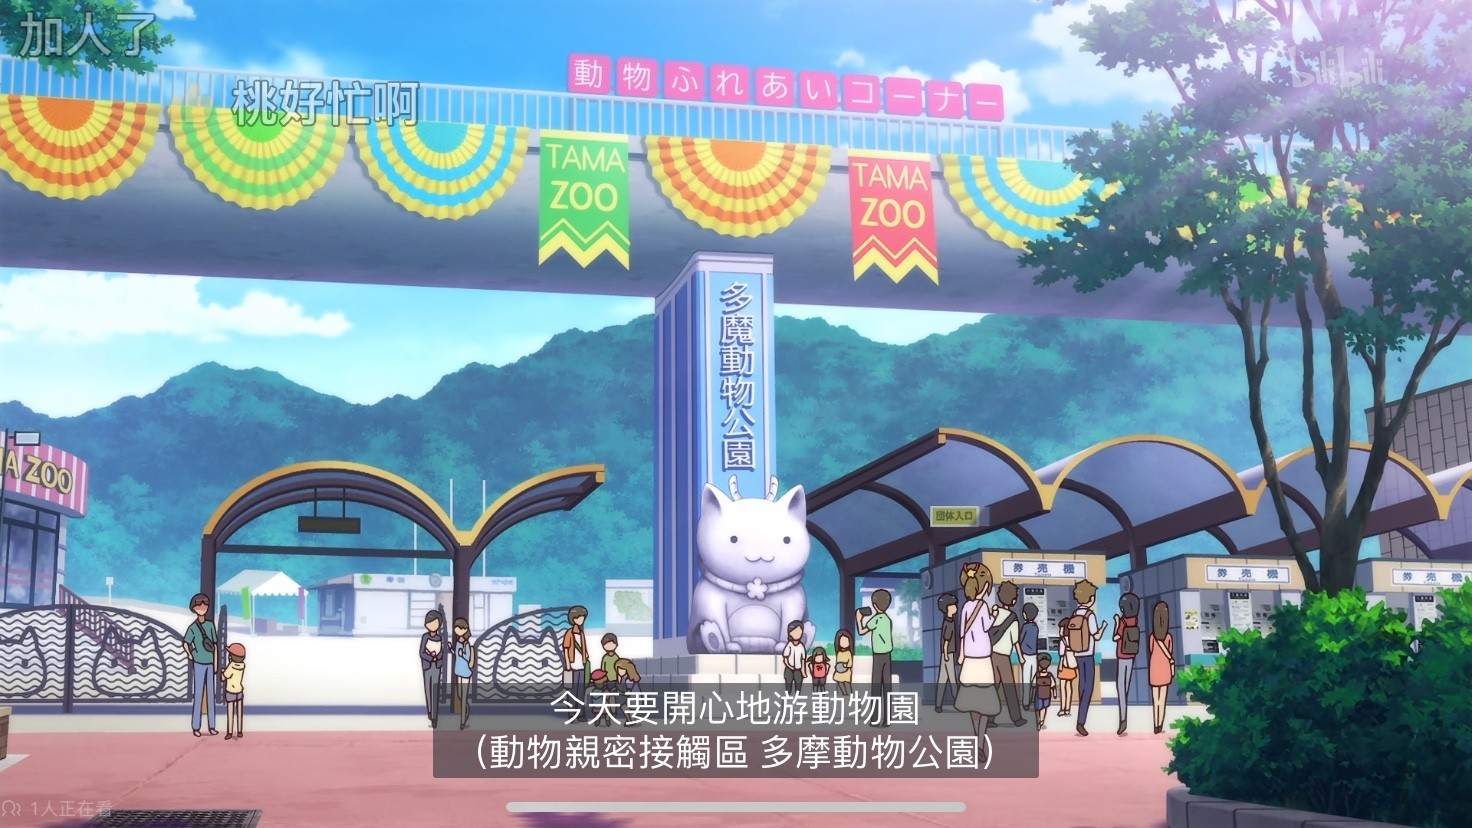 加人了
bilibili
動物ふれあいコーナー
桃好忙啊
TAMA
ZOO
TAMA
ZOO
多魔動物公園
A ZOO
団体入口
券売機
券売機
券売機
今天要開心地游動物園
（動物親密接觸區 多摩動物公園）
1人正在看